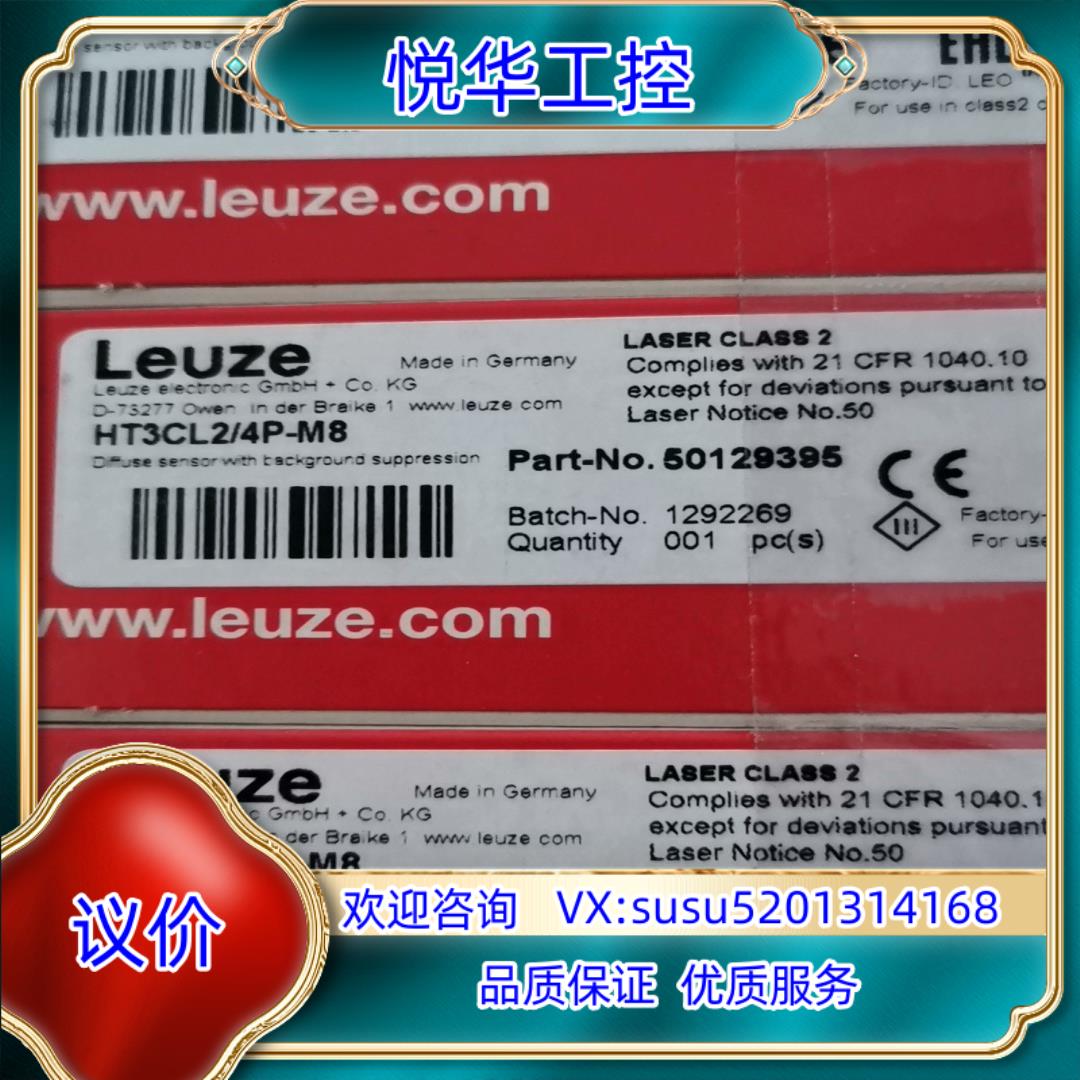 悦华工控
sensor with back
EAC
Factory-ID. LEO
For use in class2
www.leuze.com
Leuze
Made in Germany
Leuze electronic GmbH + Co. KG
D-73277 Owen in der Braike 1 www.leuze.com
HT3CL2/4P-M8
Diffuse sensor with background suppression
LASER CLASS 2
Complies with 21 CFR 1040.10
except for deviations pursuant to
Laser Notice No.50
Part-No. 50129395
CE
Batch-No. 1292269
Quantity 001 pc(s)
Factory-
For use
www.leuze.com
uze
Made in Germany
GmbH + Co. KG
der Braike 1 www.leuze.com
M8
LASER CLASS 2
Complies with 21 CFR 1040.1
except for deviations pursuant
Laser Notice No.50
议价
欢迎咨询 VX:susu5201314168
品质保证 优质服务